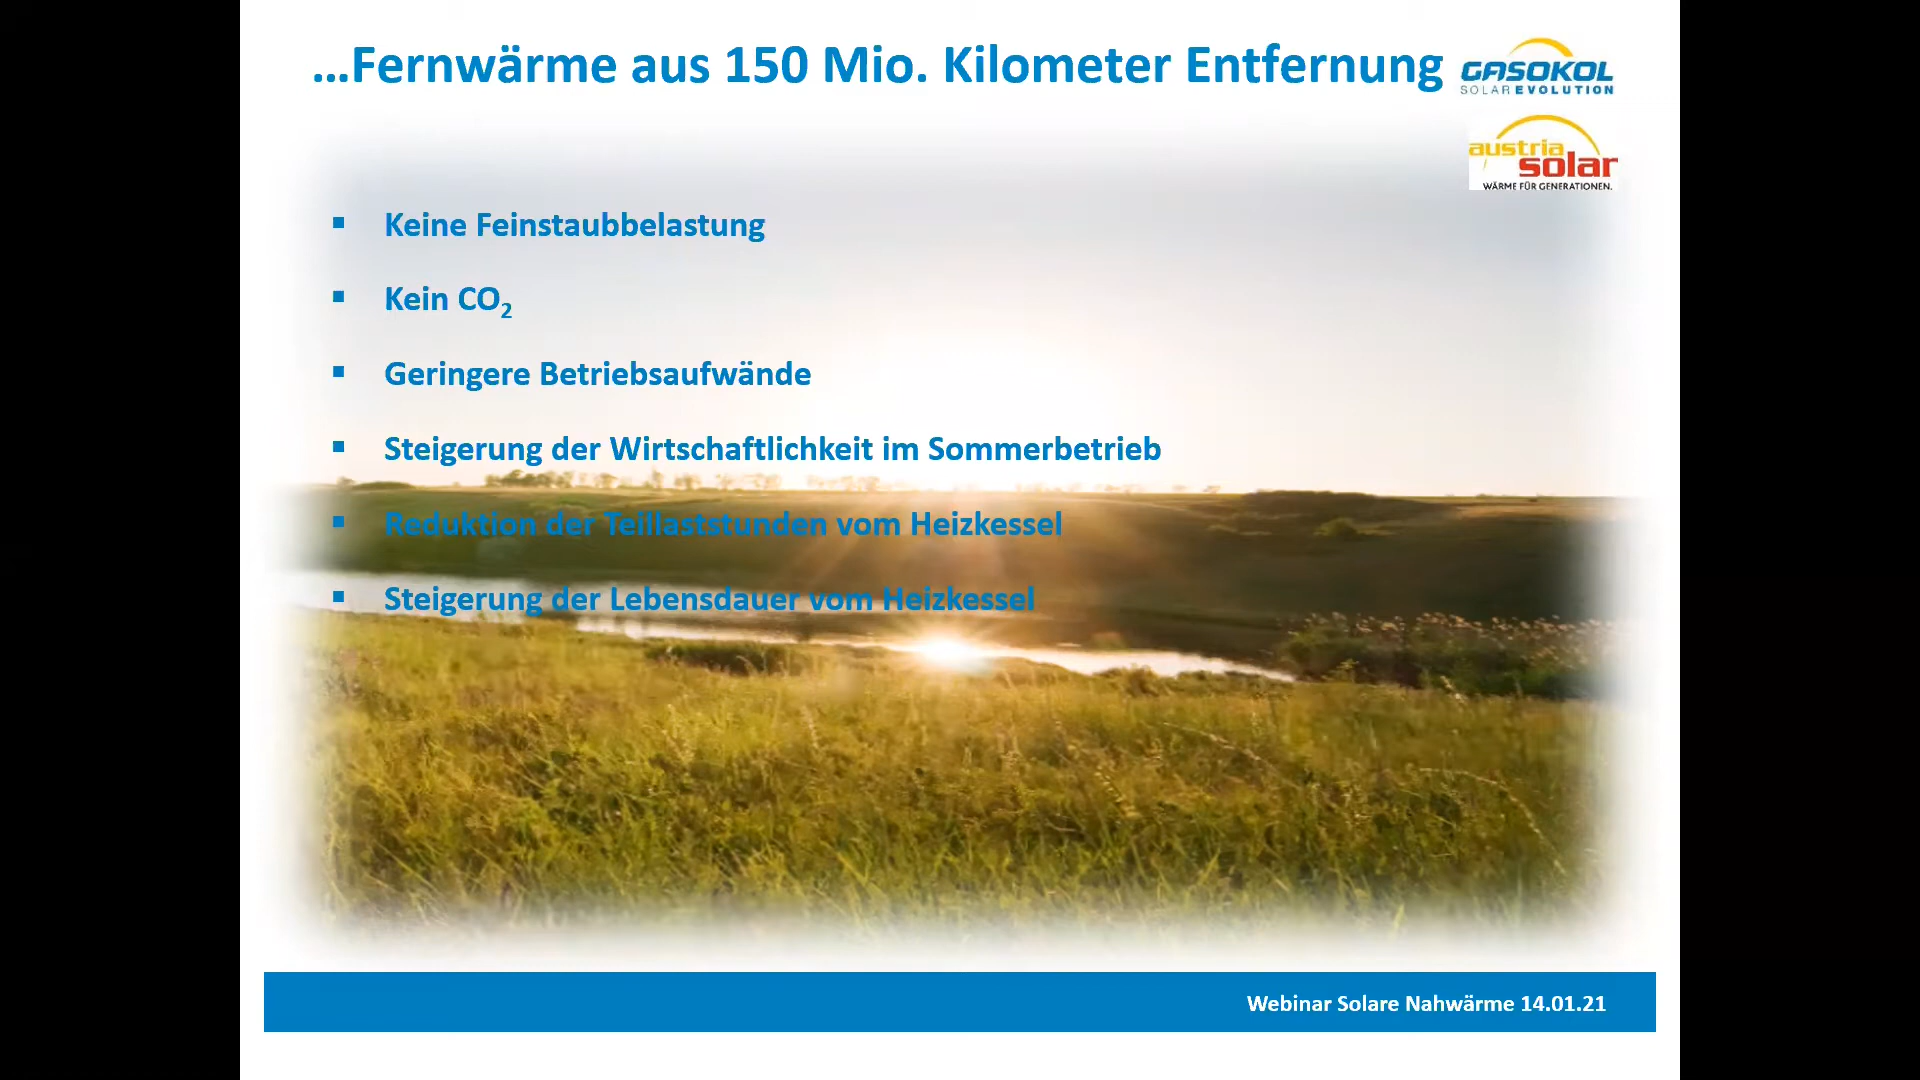 ...Fernwärme aus 150 Mio. Kilometer Entfernung
GASOKOL
SOLAREVOLUTION
austria
solar
WÄRME FÜR GENERATIONEN.
▪ Keine Feinstaubbelastung
▪ Kein CO₂
▪ Geringere Betriebsaufwände
▪ Steigerung der Wirtschaftlichkeit im Sommerbetrieb
▪ Reduktion der Teillaststunden vom Heizkessel
▪ Steigerung der Lebensdauer vom Heizkessel
Webinar Solare Nahwärme 14.01.21